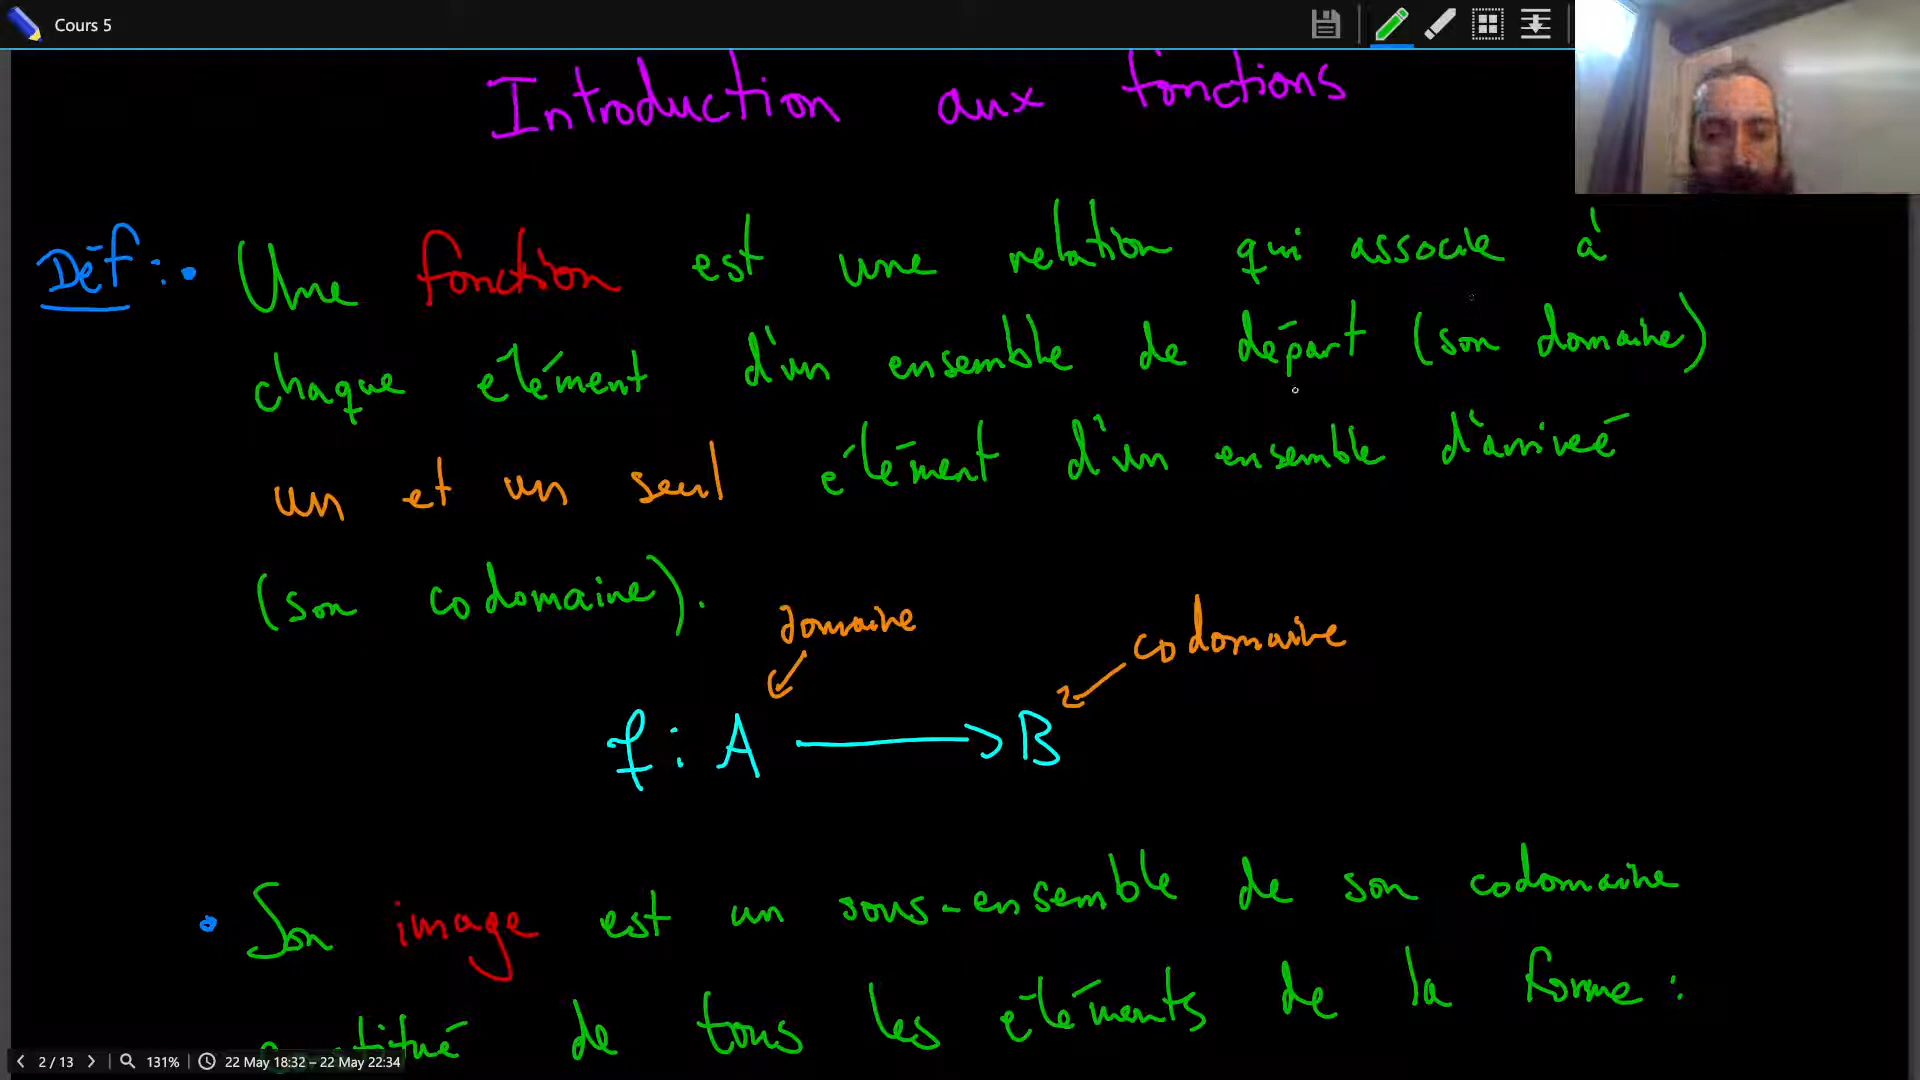 Cours 5
Introduction aux fonctions
Déf : • Une fonction est une relation qui associe à
chaque élément d'un ensemble de départ (son domaine)
un et un seul élément d'un ensemble d'arrivée
(son codomaine).
domaine
codomaine
f : A → B
• Son image est un sous-ensemble de son codomaine
constitué de tous les éléments de la forme :
2 / 13 131% 22 May 18:32 – 22 May 22:34